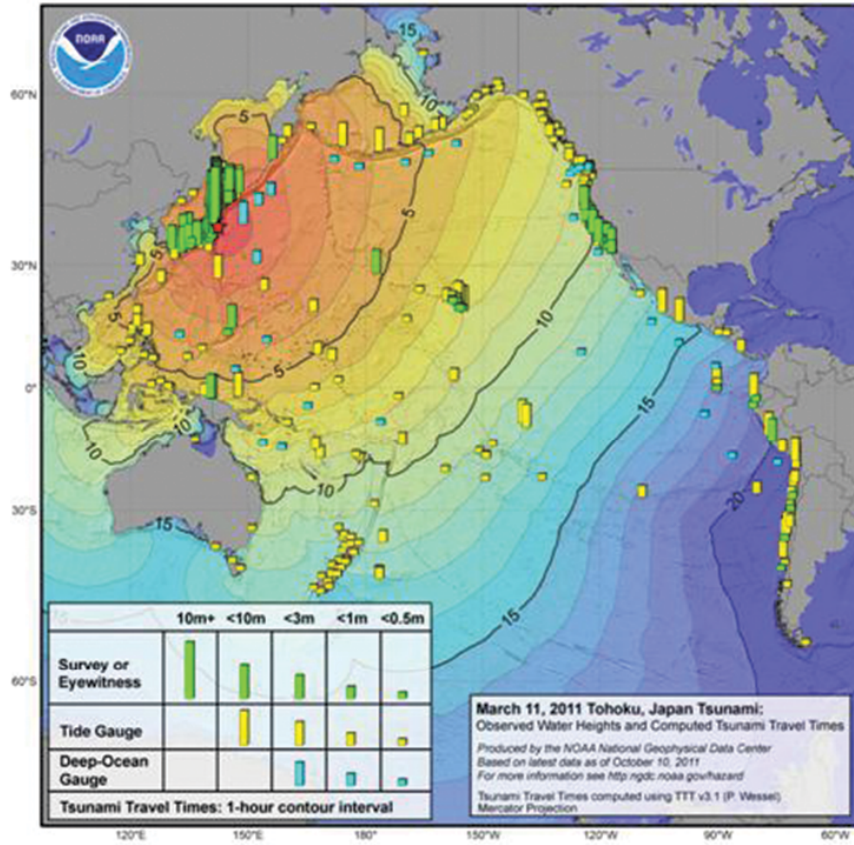 NOAA
15
60°N
10
5
5
30°N
5
5
10
10
5
0°
10
10
15
10
30°S
15
20
15
60°S
10m+ <10m <3m <1m <0.5m
Survey or
Eyewitness
Tide Gauge
Deep-Ocean
Gauge
Tsunami Travel Times: 1-hour contour interval
March 11, 2011 Tohoku, Japan Tsunami:
Observed Water Heights and Computed Tsunami Travel Times
Produced by the NOAA National Geophysical Data Center
Based on latest data as of October 10, 2011
For more information see http:ngdc.noaa.gov/hazard
Tsunami Travel Times computed using TTT v3.1 (P. Wessel)
Mercator Projection
120°E 150°E 180° 150°W 120°W 90°W 60°W